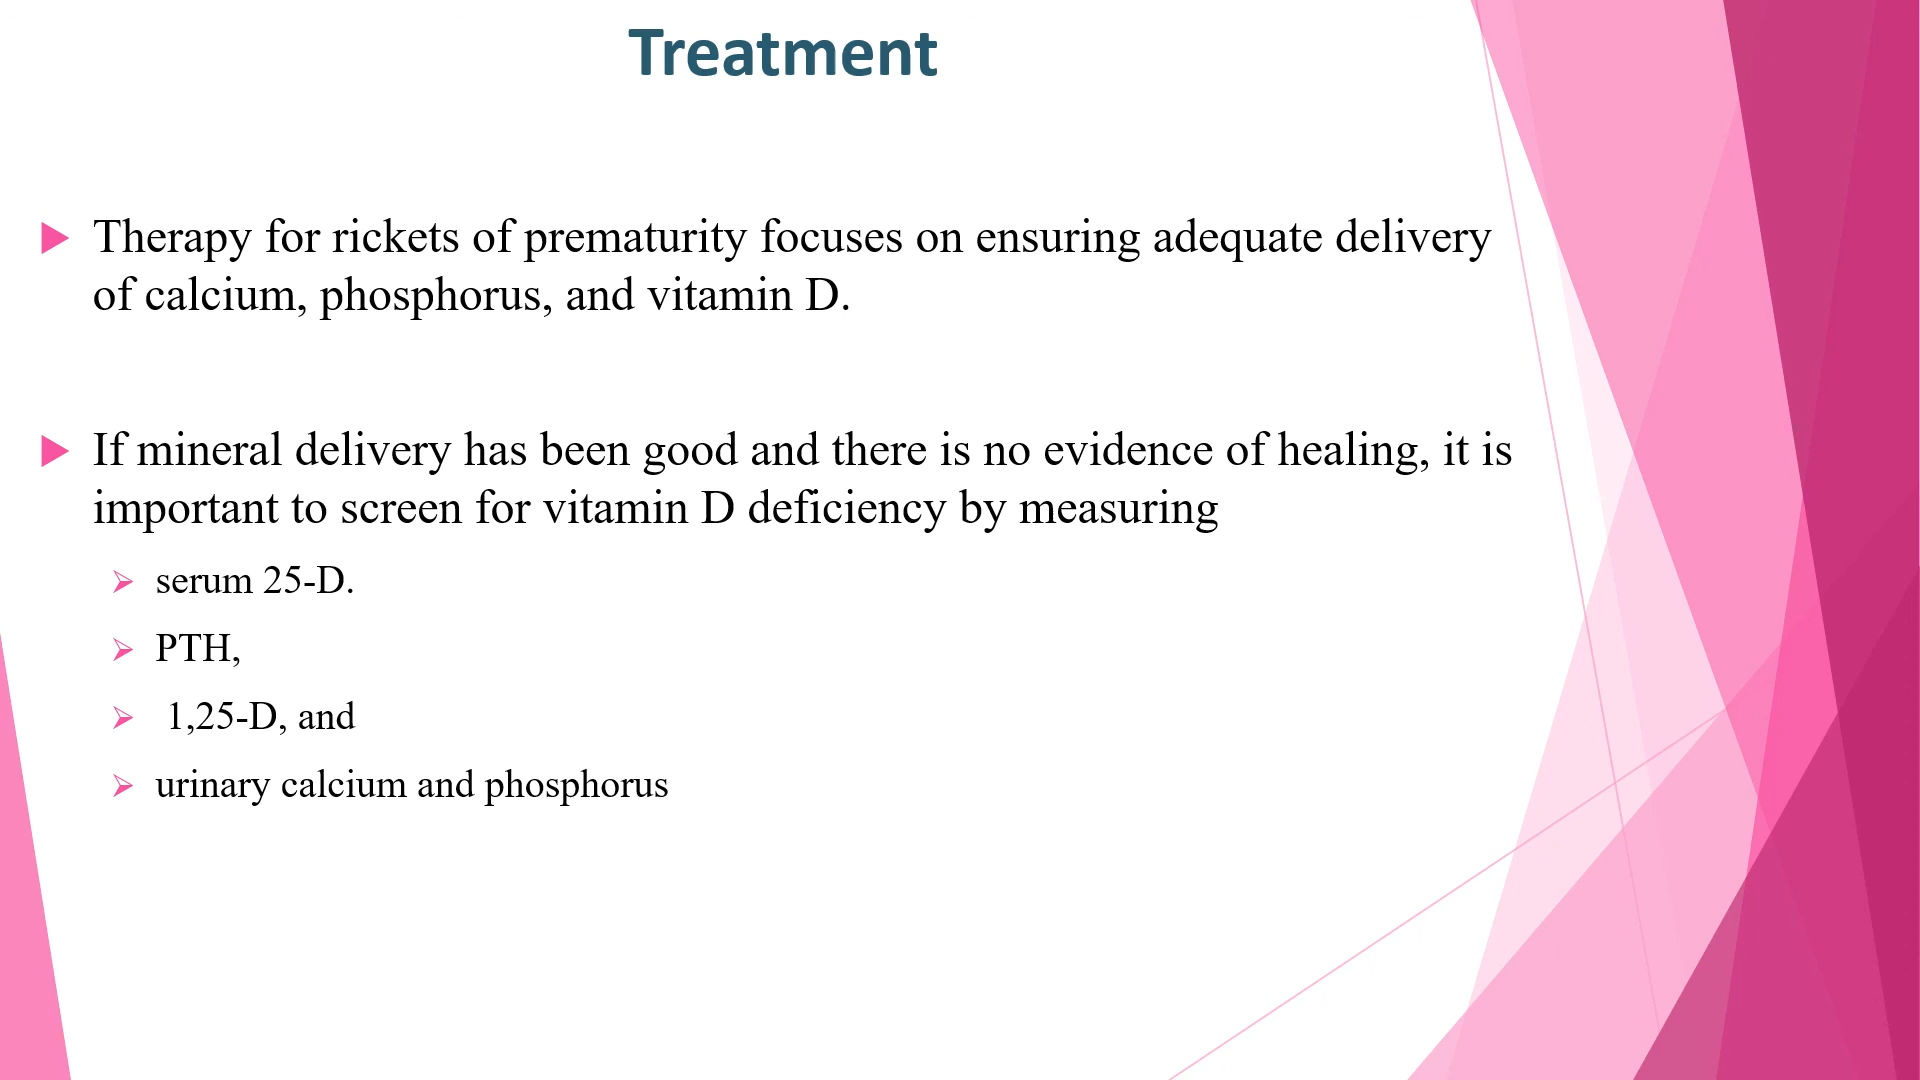 Treatment
Therapy for rickets of prematurity focuses on ensuring adequate delivery
of calcium, phosphorus, and vitamin D.
If mineral delivery has been good and there is no evidence of healing, it is
important to screen for vitamin D deficiency by measuring
serum 25-D.
PTH,
1,25-D, and
urinary calcium and phosphorus